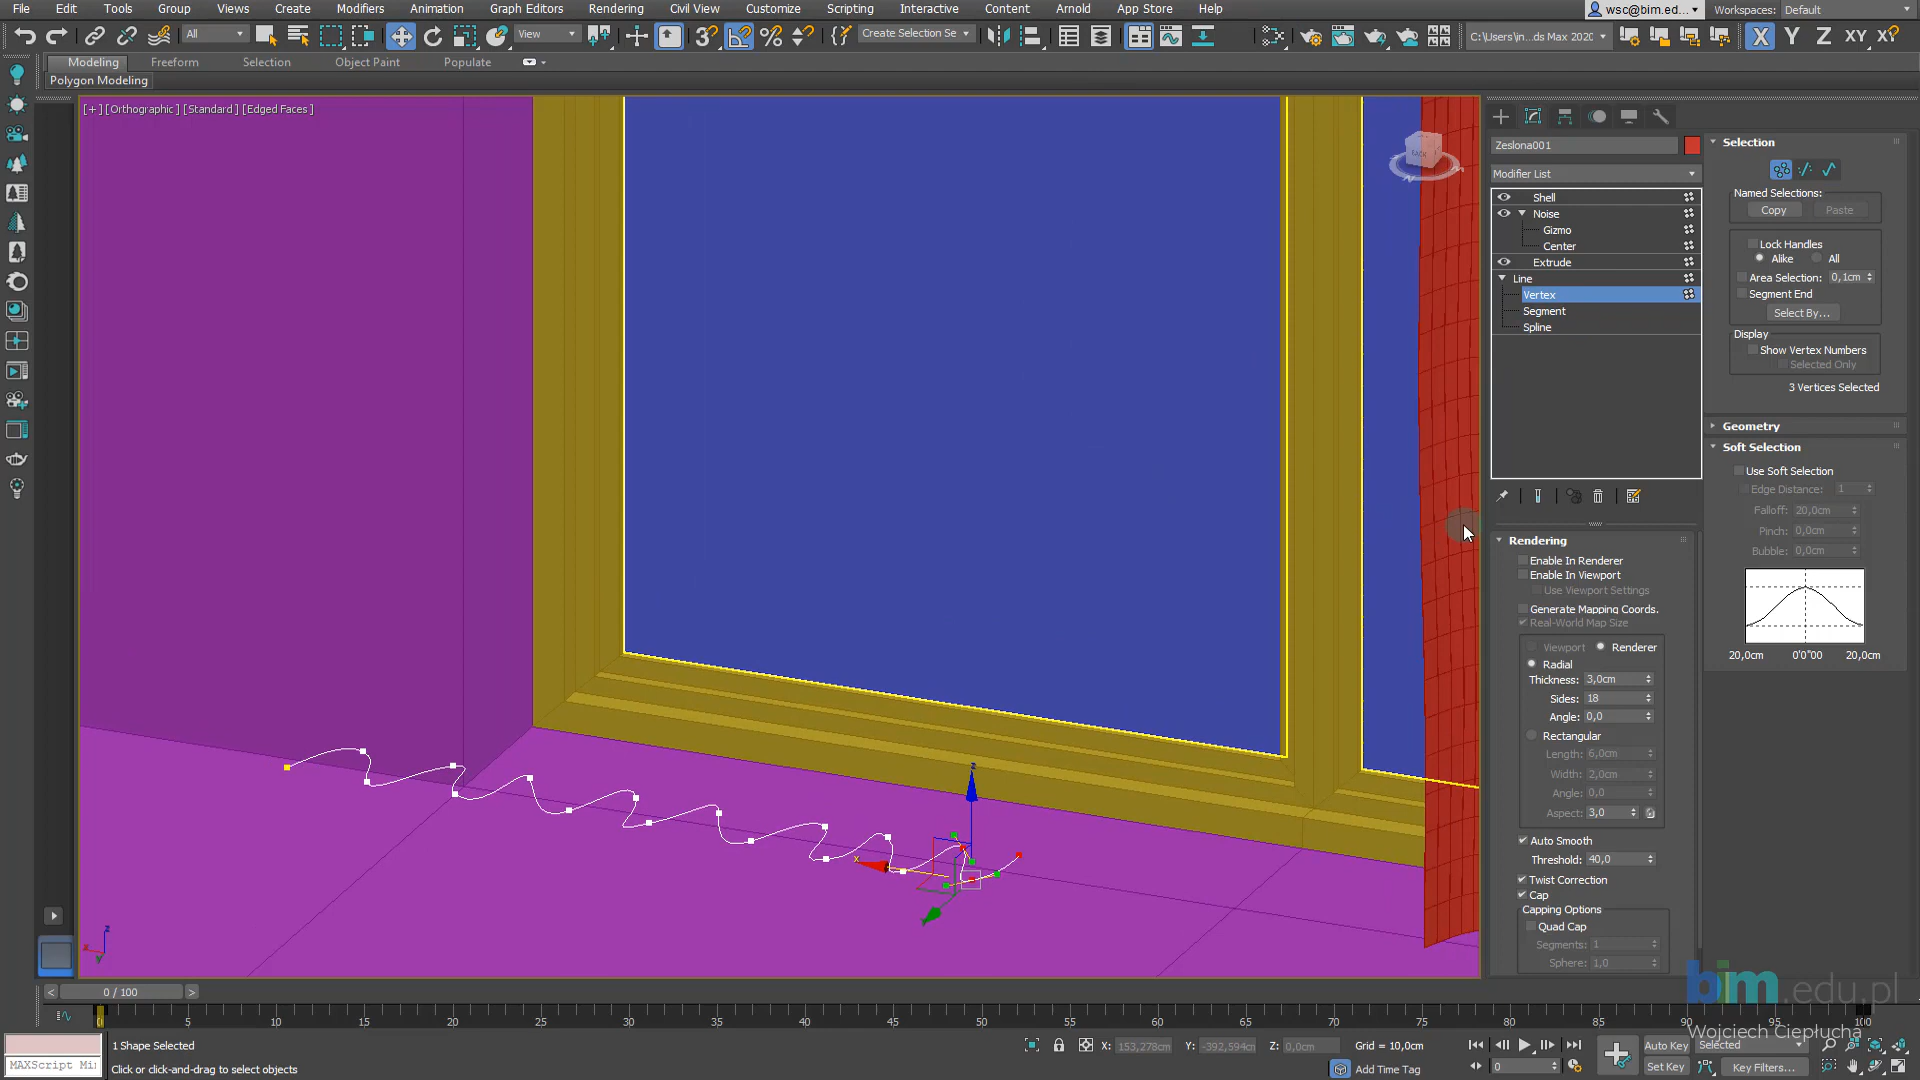 File Edit Tools Group Views Create Modifiers Animation Graph Editors Rendering Civil View Customize Scripting Interactive Content Arnold App Store Help
wsc@bim.ed... Workspaces: Default
All View Create Selection Se C:\Users\n...ds Max 2020 X Y Z XY
Modeling Freeform Selection Object Paint Populate
Polygon Modeling
[+] [Orthographic] [Standard] [Edged Faces]
Zeslona001
Modifier List
Shell
Noise
Gizmo
Center
Extrude
Line
Vertex
Segment
Spline
Rendering
Enable In Renderer
Enable In Viewport
Use Viewport Settings
Generate Mapping Coords.
Real-World Map Size
Viewport Renderer
Radial
Thickness: 3,0cm
Sides: 18
Angle: 0,0
Rectangular
Length: 6,0cm
Width: 2,0cm
Angle: 0,0
Aspect: 3,0
Auto Smooth
Threshold: 40,0
Twist Correction
Cap
Capping Options
Quad Cap
Segments: 1
Sphere: 1,0
Selection
Named Selections:
Copy Paste
Lock Handles
Alike All
Area Selection: 0,1cm
Segment End
Select By...
Display
Show Vertex Numbers
Selected Only
3 Vertices Selected
Geometry
Soft Selection
Use Soft Selection
Edge Distance: 1
Falloff: 20,0cm
Pinch: 0,0cm
Bubble: 0,0cm
20,0cm 0'0"00 20,0cm
bim.edu.pl
Wojciech Ciepłucha
< 0 / 100 >
5 10 15 20 25 30 35 40 45 50 55 60 65 70 75 80 85 90 95 100
1 Shape Selected X: 153,278cm Y: -392,594cm Z: 0,0cm Grid = 10,0cm Auto Key Selected
MAXScript Mi Click or click-and-drag to select objects Add Time Tag 0 Set Key Key Filters...